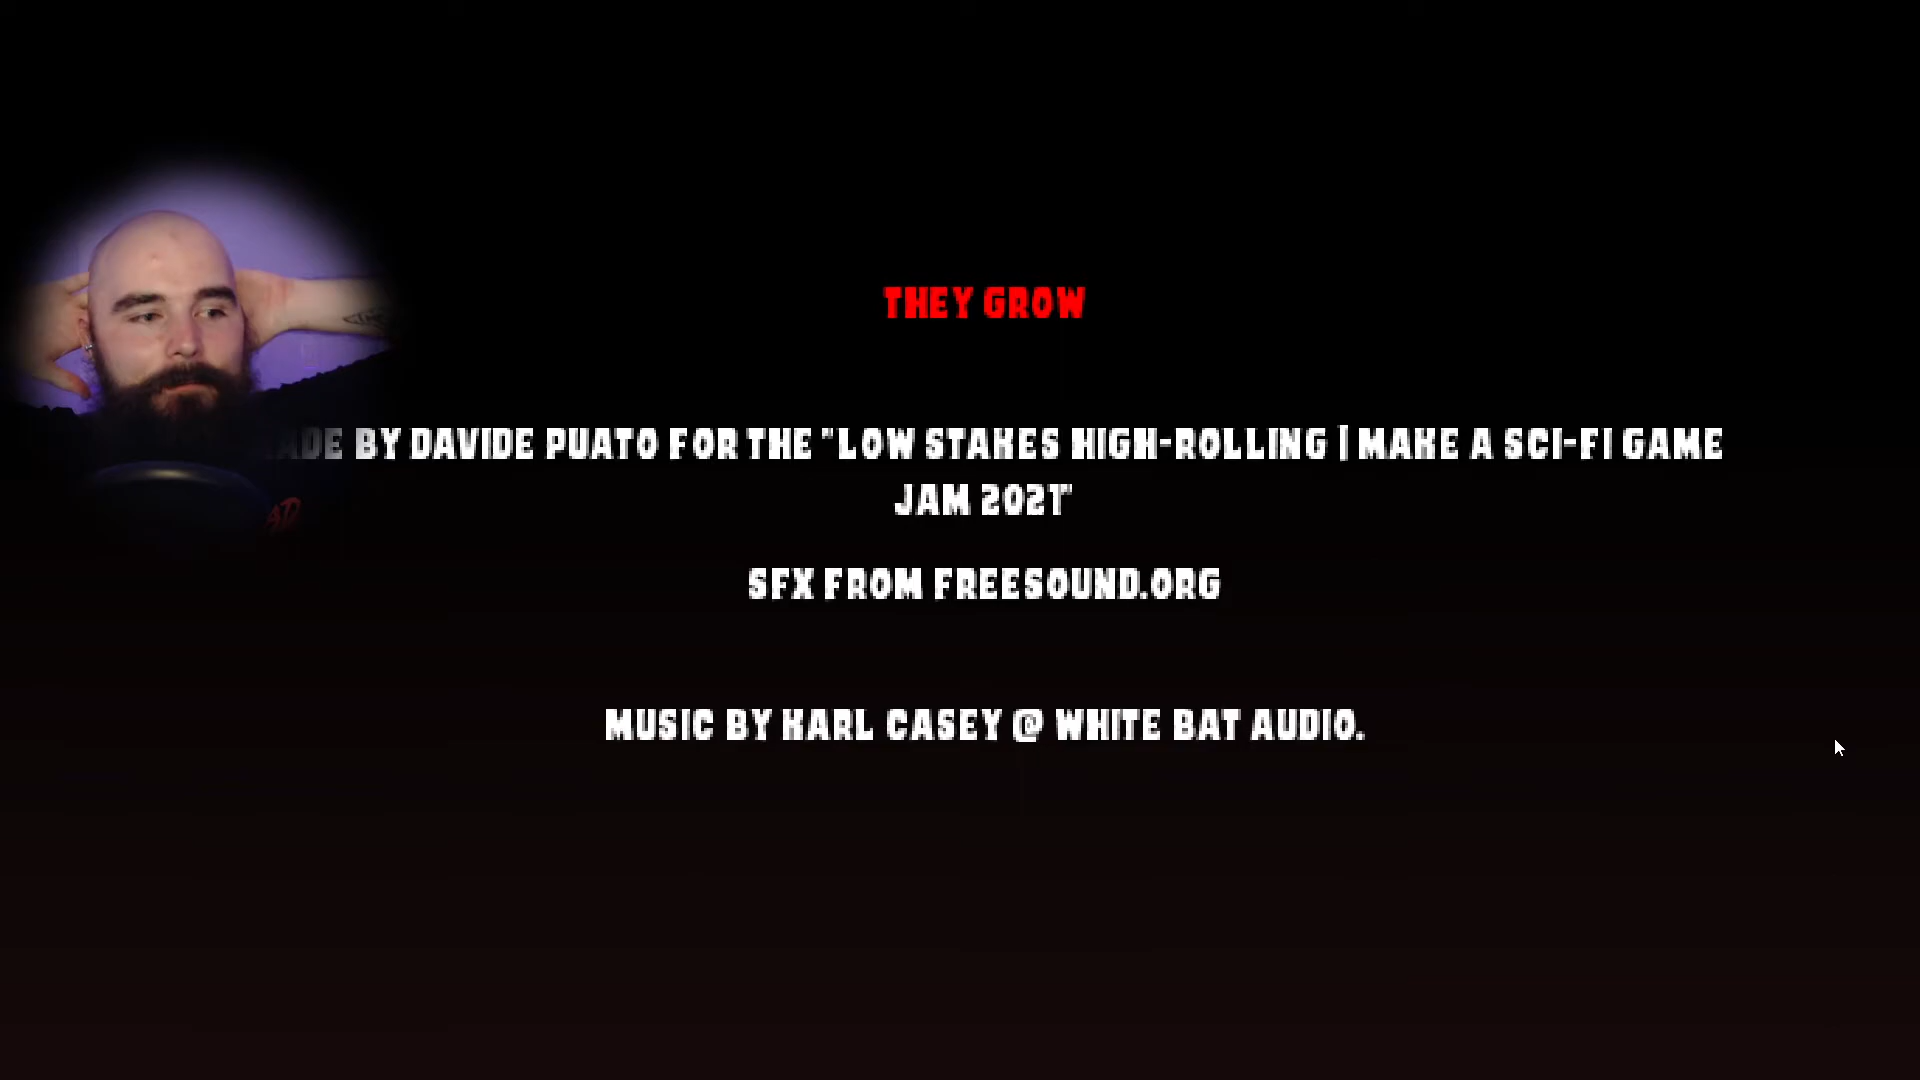 THEY GROW
BY DAVIDE PUATO FOR THE "LOW STAKES HIGH-ROLLING | MAKE A SCI-FI GAME
JAM 2021"
SFX FROM FREESOUND.ORG
MUSIC BY KARL CASEY @ WHITE BAT AUDIO.